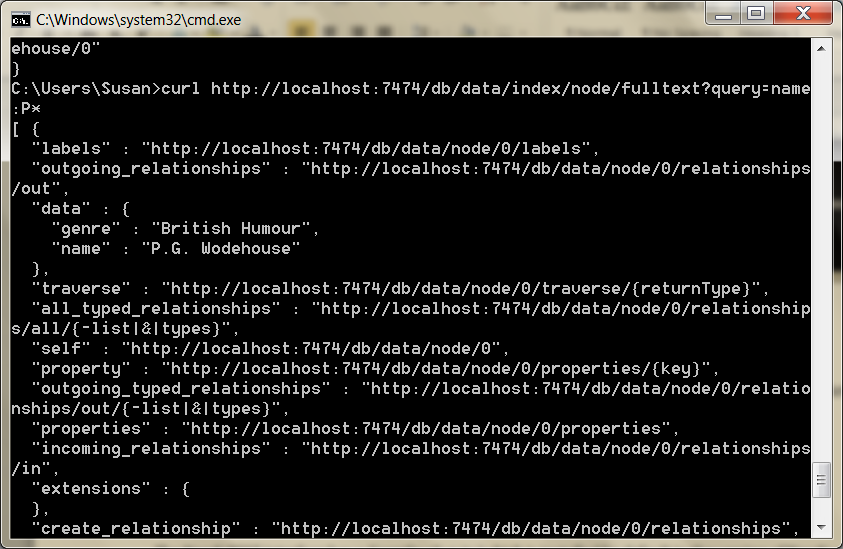 C:\Windows\system32\cmd.exe
ehouse/0"
}
C:\Users\Susan>curl http://localhost:7474/db/data/index/node/fulltext?query=name
:P*
[ {
  "labels" : "http://localhost:7474/db/data/node/0/labels",
  "outgoing_relationships" : "http://localhost:7474/db/data/node/0/relationships
/out",
  "data" : {
    "genre" : "British Humour",
    "name" : "P.G. Wodehouse"
  },
  "traverse" : "http://localhost:7474/db/data/node/0/traverse/{returnType}",
  "all_typed_relationships" : "http://localhost:7474/db/data/node/0/relationship
s/all/{-list|&|types}",
  "self" : "http://localhost:7474/db/data/node/0",
  "property" : "http://localhost:7474/db/data/node/0/properties/{key}",
  "outgoing_typed_relationships" : "http://localhost:7474/db/data/node/0/relatio
nships/out/{-list|&|types}",
  "properties" : "http://localhost:7474/db/data/node/0/properties",
  "incoming_relationships" : "http://localhost:7474/db/data/node/0/relationships
/in",
  "extensions" : {
  },
  "create_relationship" : "http://localhost:7474/db/data/node/0/relationships",